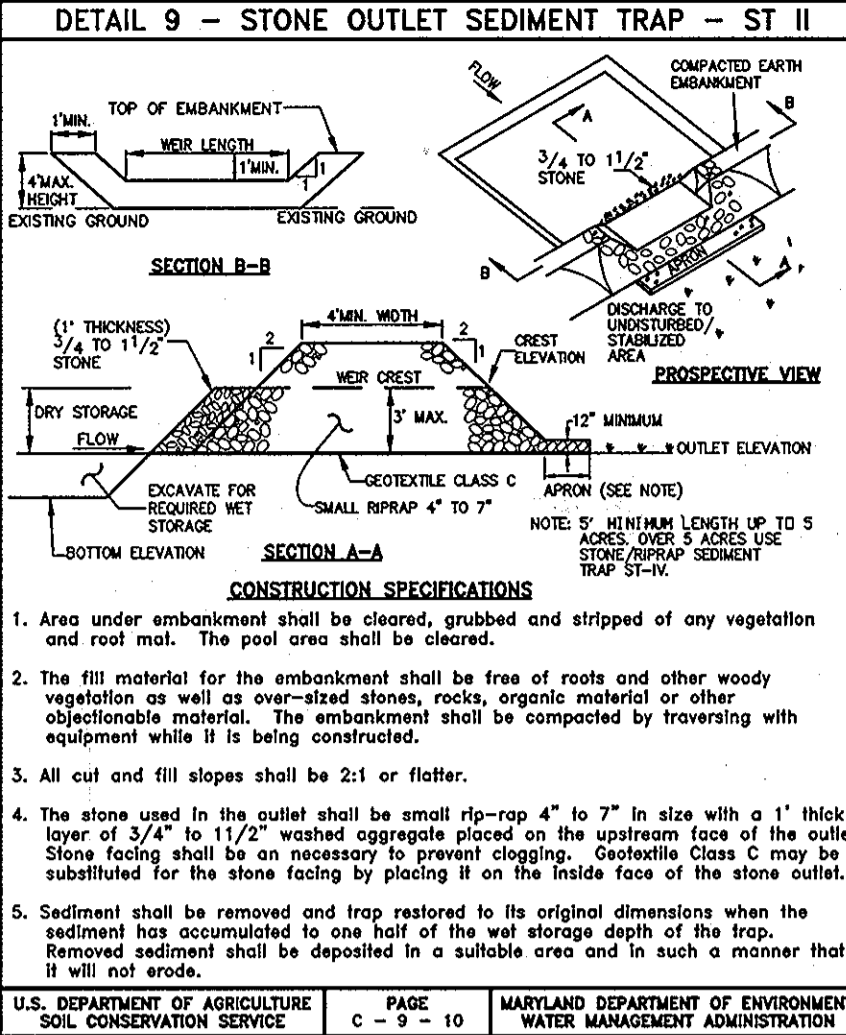 DETAIL 9 – STONE OUTLET SEDIMENT TRAP – ST II
TOP OF EMBANKMENT
1'MIN.
WEIR LENGTH
1'MIN.
1
1
4'MAX.
HEIGHT
EXISTING GROUND
EXISTING GROUND
SECTION B-B
FLOW
COMPACTED EARTH
EMBANKMENT
B
A
3/4 TO 1 1/2"
STONE
B
APRON
A
DISCHARGE TO
UNDISTURBED/
STABILIZED
AREA
PROSPECTIVE VIEW
(1' THICKNESS)
3/4 TO 1 1/2"
STONE
2
1
4'MIN. WIDTH
2
1
CREST
ELEVATION
WEIR CREST
DRY STORAGE
3' MAX.
12" MINIMUM
FLOW
OUTLET ELEVATION
GEOTEXTILE CLASS C
APRON (SEE NOTE)
EXCAVATE FOR
REQUIRED WET
STORAGE
SMALL RIPRAP 4" TO 7"
BOTTOM ELEVATION
SECTION A-A
NOTE: 5' MINIMUM LENGTH UP TO 5
ACRES. OVER 5 ACRES USE
STONE/RIPRAP SEDIMENT
TRAP ST-IV.
CONSTRUCTION SPECIFICATIONS
1. Area under embankment shall be cleared, grubbed and stripped of any vegetation
and root mat. The pool area shall be cleared.
2. The fill material for the embankment shall be free of roots and other woody
vegetation as well as over-sized stones, rocks, organic material or other
objectionable material. The embankment shall be compacted by traversing with
equipment while it is being constructed.
3. All cut and fill slopes shall be 2:1 or flatter.
4. The stone used in the outlet shall be small rip-rap 4" to 7" in size with a 1' thick
layer of 3/4" to 11/2" washed aggregate placed on the upstream face of the outle
Stone facing shall be an necessary to prevent clogging. Geotextile Class C may be
substituted for the stone facing by placing it on the inside face of the stone outlet.
5. Sediment shall be removed and trap restored to its original dimensions when the
sediment has accumulated to one half of the wet storage depth of the trap.
Removed sediment shall be deposited in a suitable area and in such a manner that
it will not erode.
U.S. DEPARTMENT OF AGRICULTURE
SOIL CONSERVATION SERVICE
PAGE
C - 9 - 10
MARYLAND DEPARTMENT OF ENVIRONMEN
WATER MANAGEMENT ADMINISTRATION